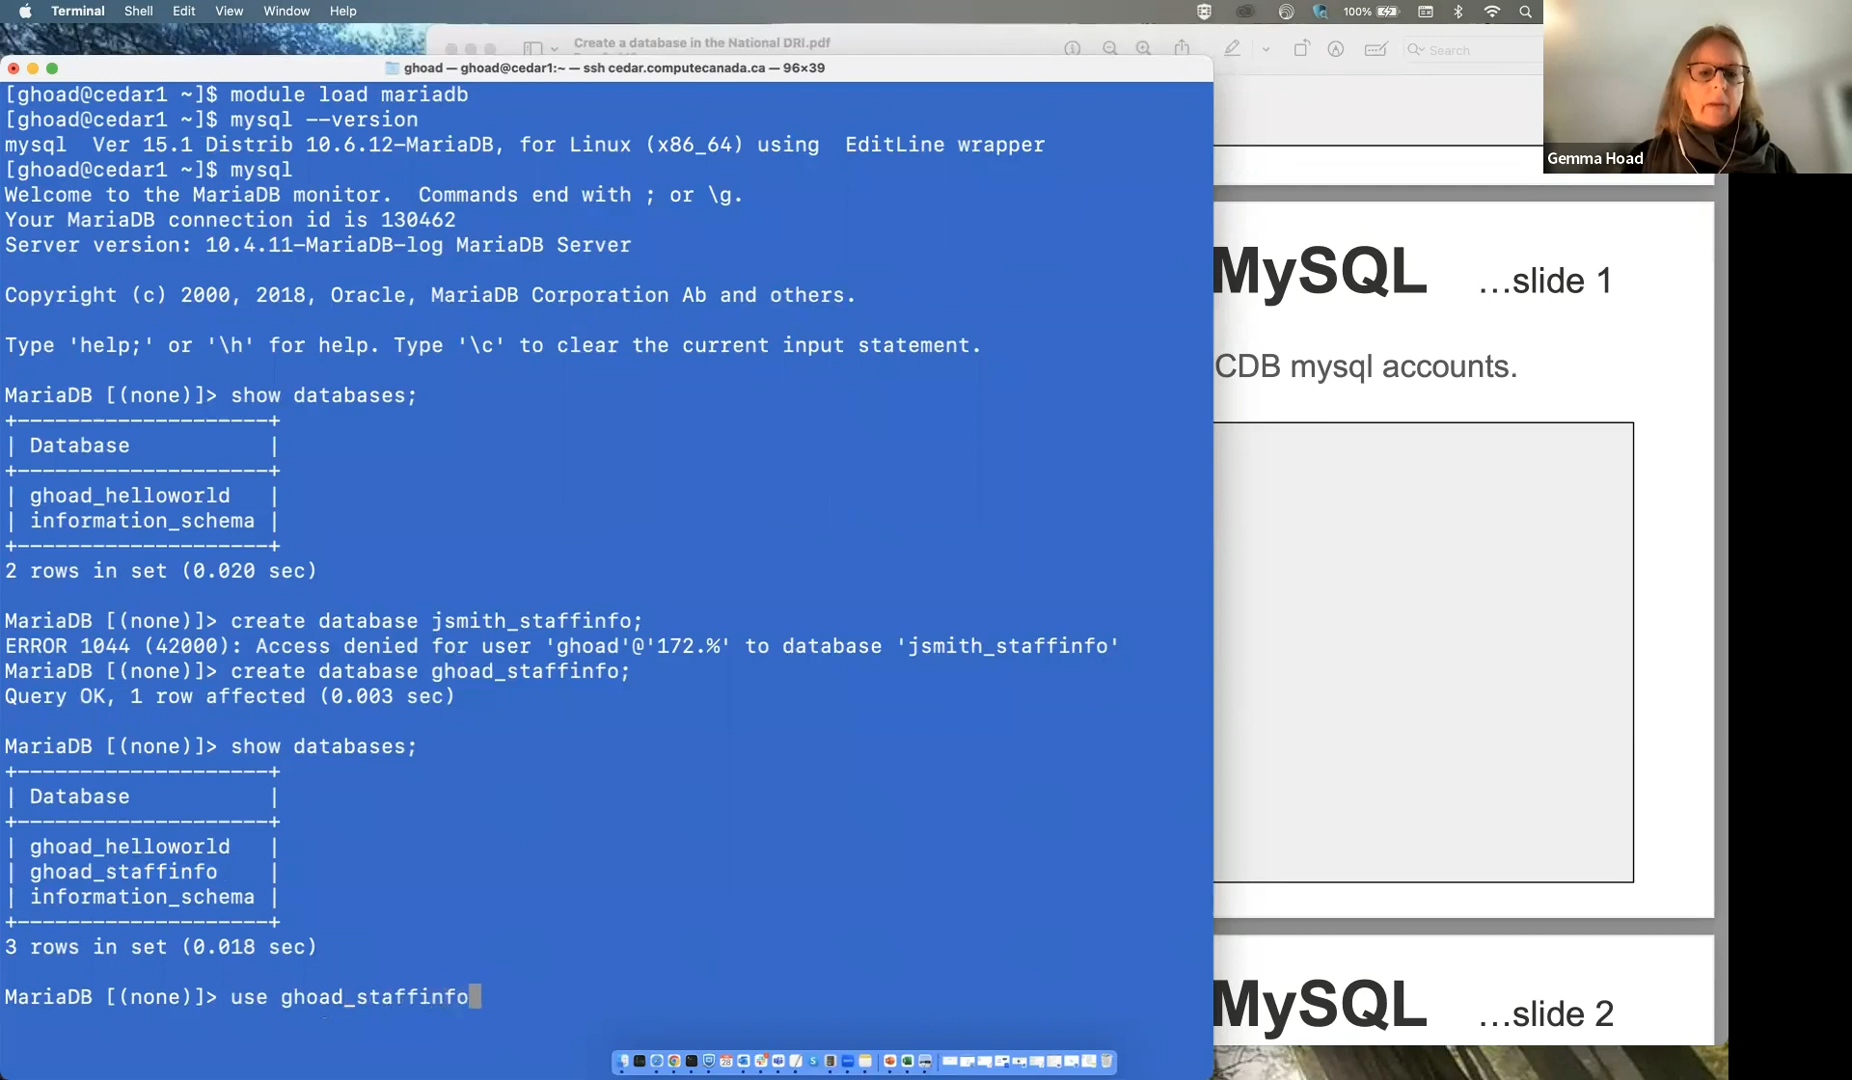 Terminal Shell Edit View Window Help 100%
Create a database in the National DRI.pdf
Search
ghoad — ghoad@cedar1:~ — ssh cedar.computecanada.ca — 96×39
[ghoad@cedar1 ~]$ module load mariadb
[ghoad@cedar1 ~]$ mysql --version
mysql  Ver 15.1 Distrib 10.6.12-MariaDB, for Linux (x86_64) using  EditLine wrapper
[ghoad@cedar1 ~]$ mysql
Welcome to the MariaDB monitor.  Commands end with ; or \g.
Your MariaDB connection id is 130462
Server version: 10.4.11-MariaDB-log MariaDB Server
Copyright (c) 2000, 2018, Oracle, MariaDB Corporation Ab and others.
Type 'help;' or '\h' for help. Type '\c' to clear the current input statement.
MariaDB [(none)]> show databases;
+--------------------+
| Database           |
+--------------------+
| ghoad_helloworld   |
| information_schema |
+--------------------+
2 rows in set (0.020 sec)
MariaDB [(none)]> create database jsmith_staffinfo;
ERROR 1044 (42000): Access denied for user 'ghoad'@'172.%' to database 'jsmith_staffinfo'
MariaDB [(none)]> create database ghoad_staffinfo;
Query OK, 1 row affected (0.003 sec)
MariaDB [(none)]> show databases;
+--------------------+
| Database           |
+--------------------+
| ghoad_helloworld   |
| ghoad_staffinfo    |
| information_schema |
+--------------------+
3 rows in set (0.018 sec)
MariaDB [(none)]> use ghoad_staffinfo
Gemma Hoad
MySQL ...slide 1
CDB mysql accounts.
MySQL ...slide 2